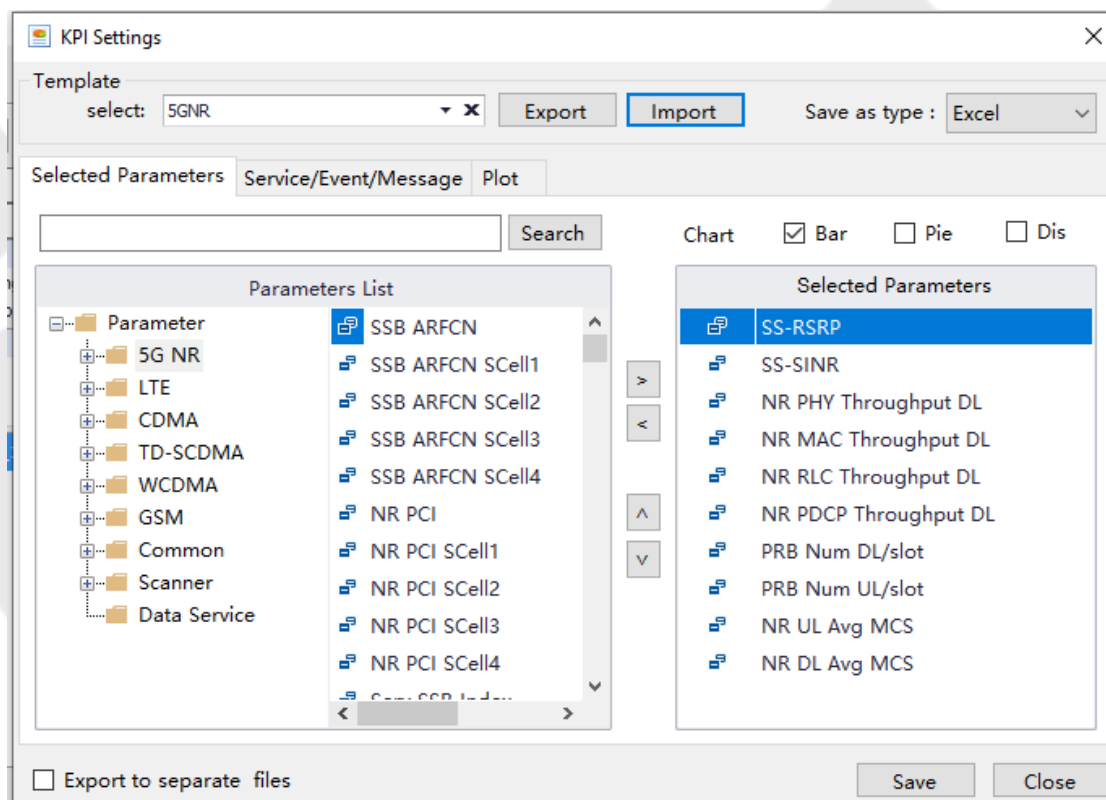 KPI Settings
Template
select: 5GNR Export Import Save as type : Excel
Selected Parameters Service/Event/Message Plot
Search Chart Bar Pie Dis
Parameters List
Parameter
5G NR
LTE
CDMA
TD-SCDMA
WCDMA
GSM
Common
Scanner
Data Service
SSB ARFCN
SSB ARFCN SCell1
SSB ARFCN SCell2
SSB ARFCN SCell3
SSB ARFCN SCell4
NR PCI
NR PCI SCell1
NR PCI SCell2
NR PCI SCell3
NR PCI SCell4
Selected Parameters
SS-RSRP
SS-SINR
NR PHY Throughput DL
NR MAC Throughput DL
NR RLC Throughput DL
NR PDCP Throughput DL
PRB Num DL/slot
PRB Num UL/slot
NR UL Avg MCS
NR DL Avg MCS
Export to separate files
Save Close